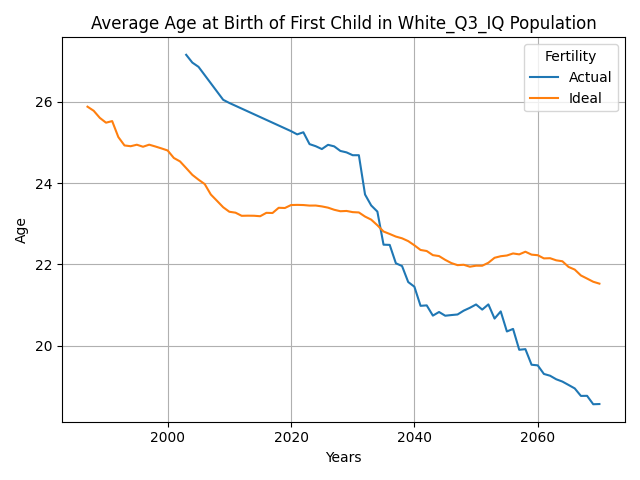 Average Age at Birth of First Child in White_Q3_IQ Population
Fertility
Actual
Ideal
Age
26
24
22
20
2000
2020
2040
2060
Years